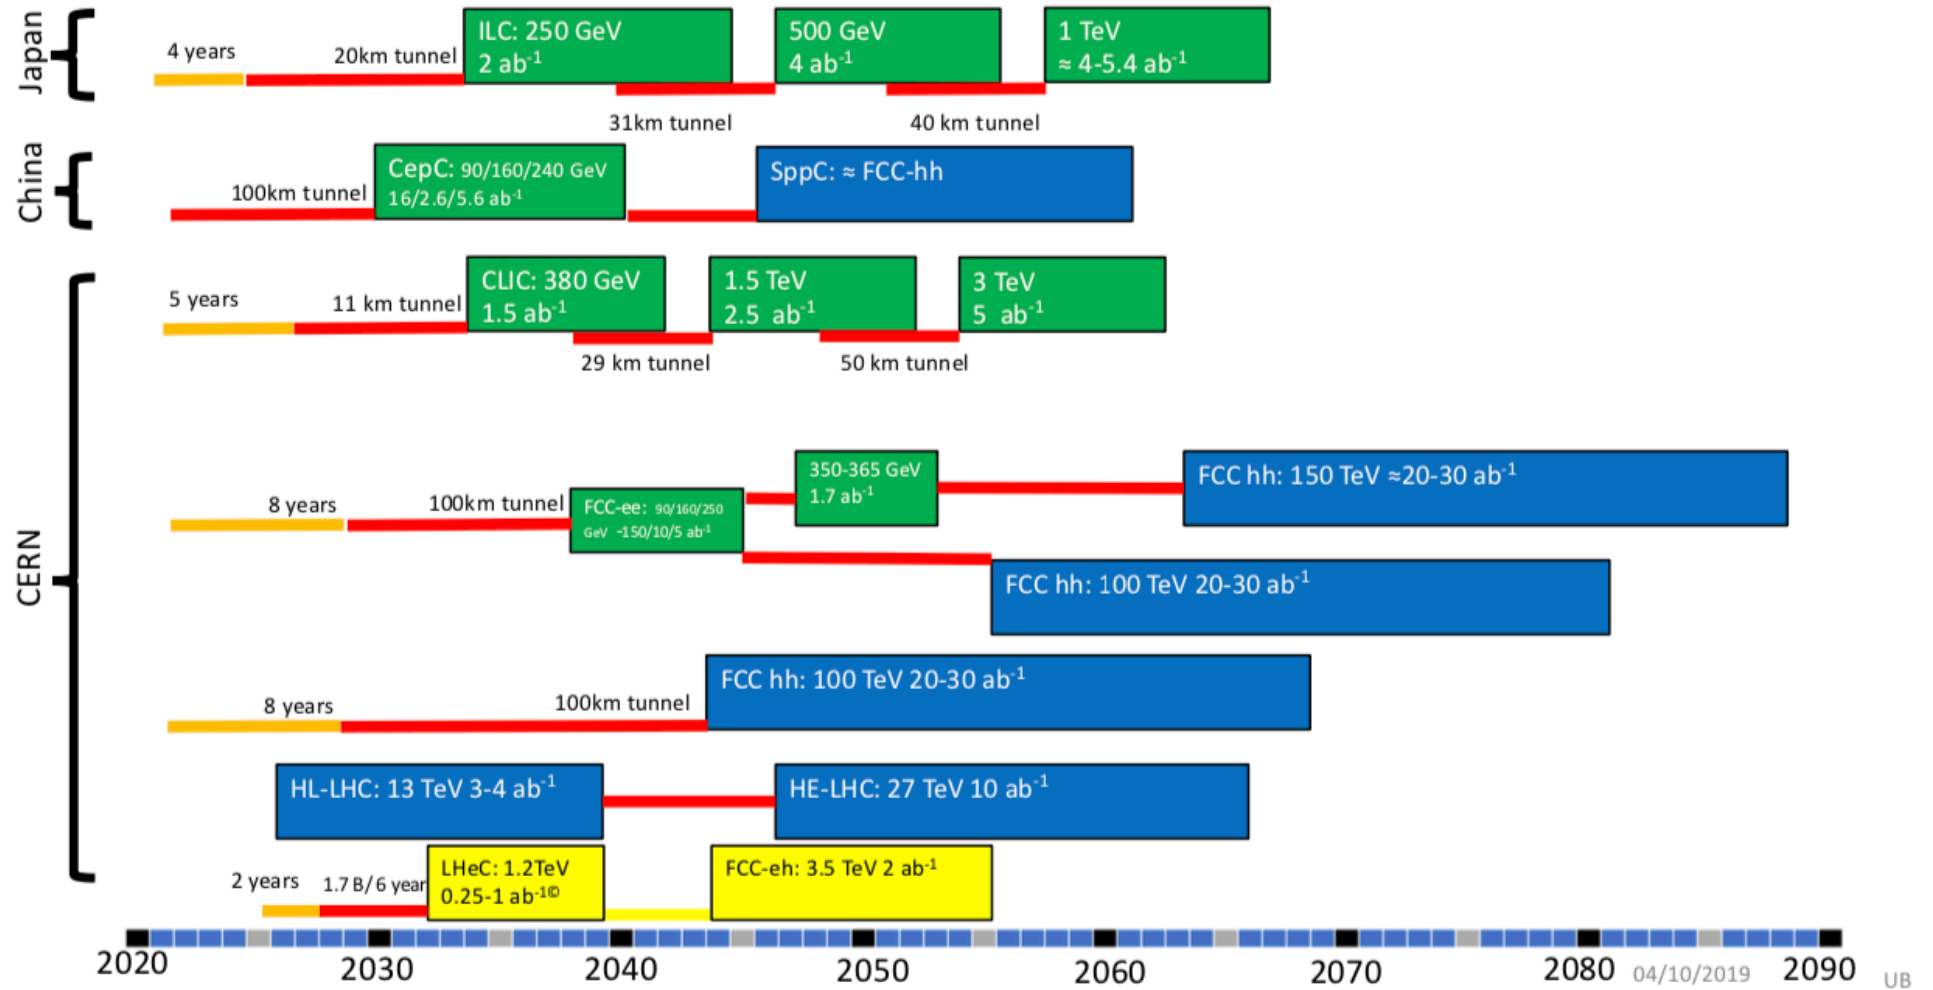 Japan
4 years
20km tunnel
ILC: 250 GeV
2 ab-1
500 GeV
4 ab-1
1 TeV
≈ 4-5.4 ab-1
31km tunnel
40 km tunnel
China
100km tunnel
CepC: 90/160/240 GeV
16/2.6/5.6 ab-1
SppC: ≈ FCC-hh
CERN
5 years
11 km tunnel
CLIC: 380 GeV
1.5 ab-1
1.5 TeV
2.5 ab-1
3 TeV
5 ab-1
29 km tunnel
50 km tunnel
8 years
100km tunnel
FCC-ee: 90/160/250
GeV -150/10/5 ab-1
350-365 GeV
1.7 ab-1
FCC hh: 150 TeV ≈20-30 ab-1
FCC hh: 100 TeV 20-30 ab-1
8 years
100km tunnel
FCC hh: 100 TeV 20-30 ab-1
HL-LHC: 13 TeV 3-4 ab-1
HE-LHC: 27 TeV 10 ab-1
2 years
1.7 B/6 year
LHeC: 1.2TeV
0.25-1 ab-1©
FCC-eh: 3.5 TeV 2 ab-1
2020 2030 2040 2050 2060 2070 2080 2090
04/10/2019
UB